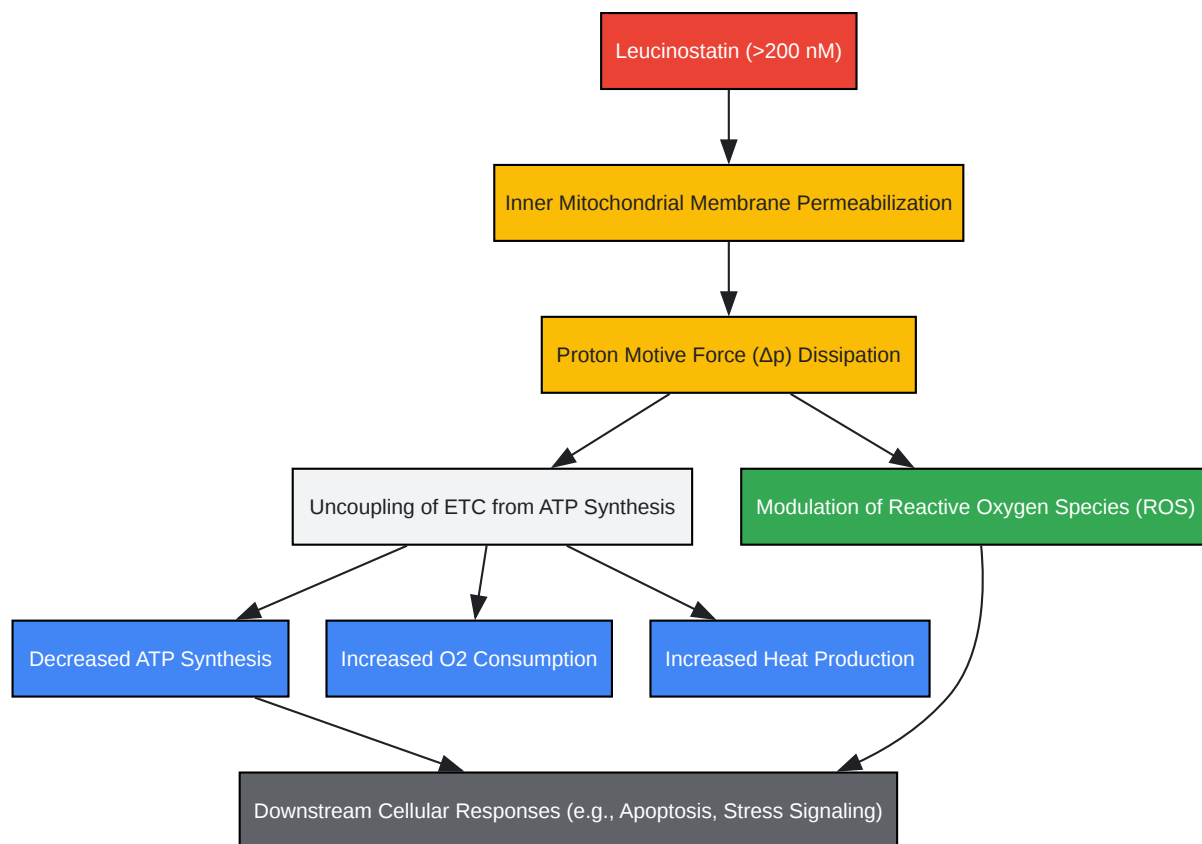 Leucinostatin (>200 nM)
Inner Mitochondrial Membrane Permeabilization
Proton Motive Force (Δp) Dissipation
Uncoupling of ETC from ATP Synthesis
Modulation of Reactive Oxygen Species (ROS)
Decreased ATP Synthesis
Increased O2 Consumption
Increased Heat Production
Downstream Cellular Responses (e.g., Apoptosis, Stress Signaling)